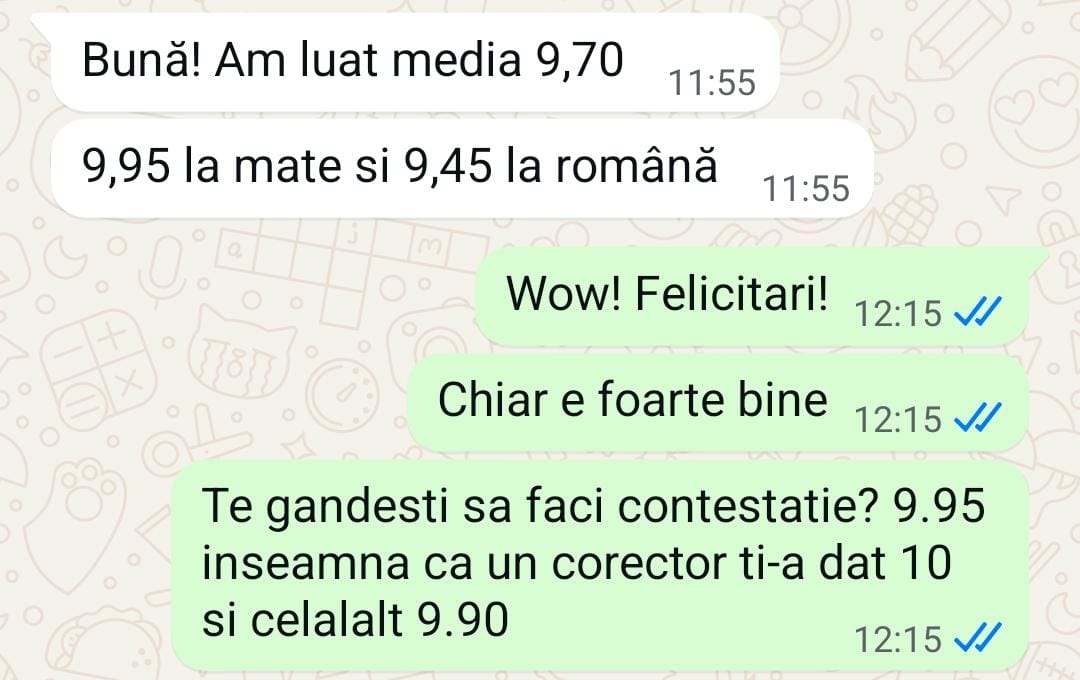 Bună! Am luat media 9,70 11:55
9,95 la mate si 9,45 la română 11:55
Wow! Felicitari! 12:15
Chiar e foarte bine 12:15
Te gandesti sa faci contestatie? 9.95
inseamna ca un corector ti-a dat 10
si celalalt 9.90 12:15